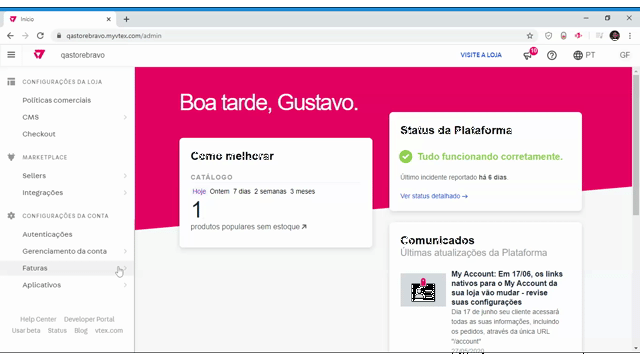 Início
qastorebravo.myvtex.com/admin
qastorebravo
VISITE A LOJA
PT
GF
CONFIGURAÇÕES DA LOJA
Políticas comerciais
CMS
Checkout
MARKETPLACE
Sellers
Integrações
CONFIGURAÇÕES DA CONTA
Autenticações
Gerenciamento da conta
Faturas
Aplicativos
Help Center Developer Portal
Usar beta Status Blog vtex.com
Boa tarde, Gustavo.
Como melhorar
CATÁLOGO
Hoje Ontem 7 dias 2 semanas 3 meses
1
produtos populares sem estoque
Status da Plataforma
Tudo funcionando corretamente.
Último incidente reportado há 6 dias.
Ver status detalhado →
Comunicados
Últimas atualizações da Plataforma
My Account: Em 17/06, os links
nativos para o My Account da
sua loja vão mudar - revise
suas configurações
Dia 17 de junho seu cliente acessará
todas as suas informações, incluindo
os pedidos, através da única URL
"/account"